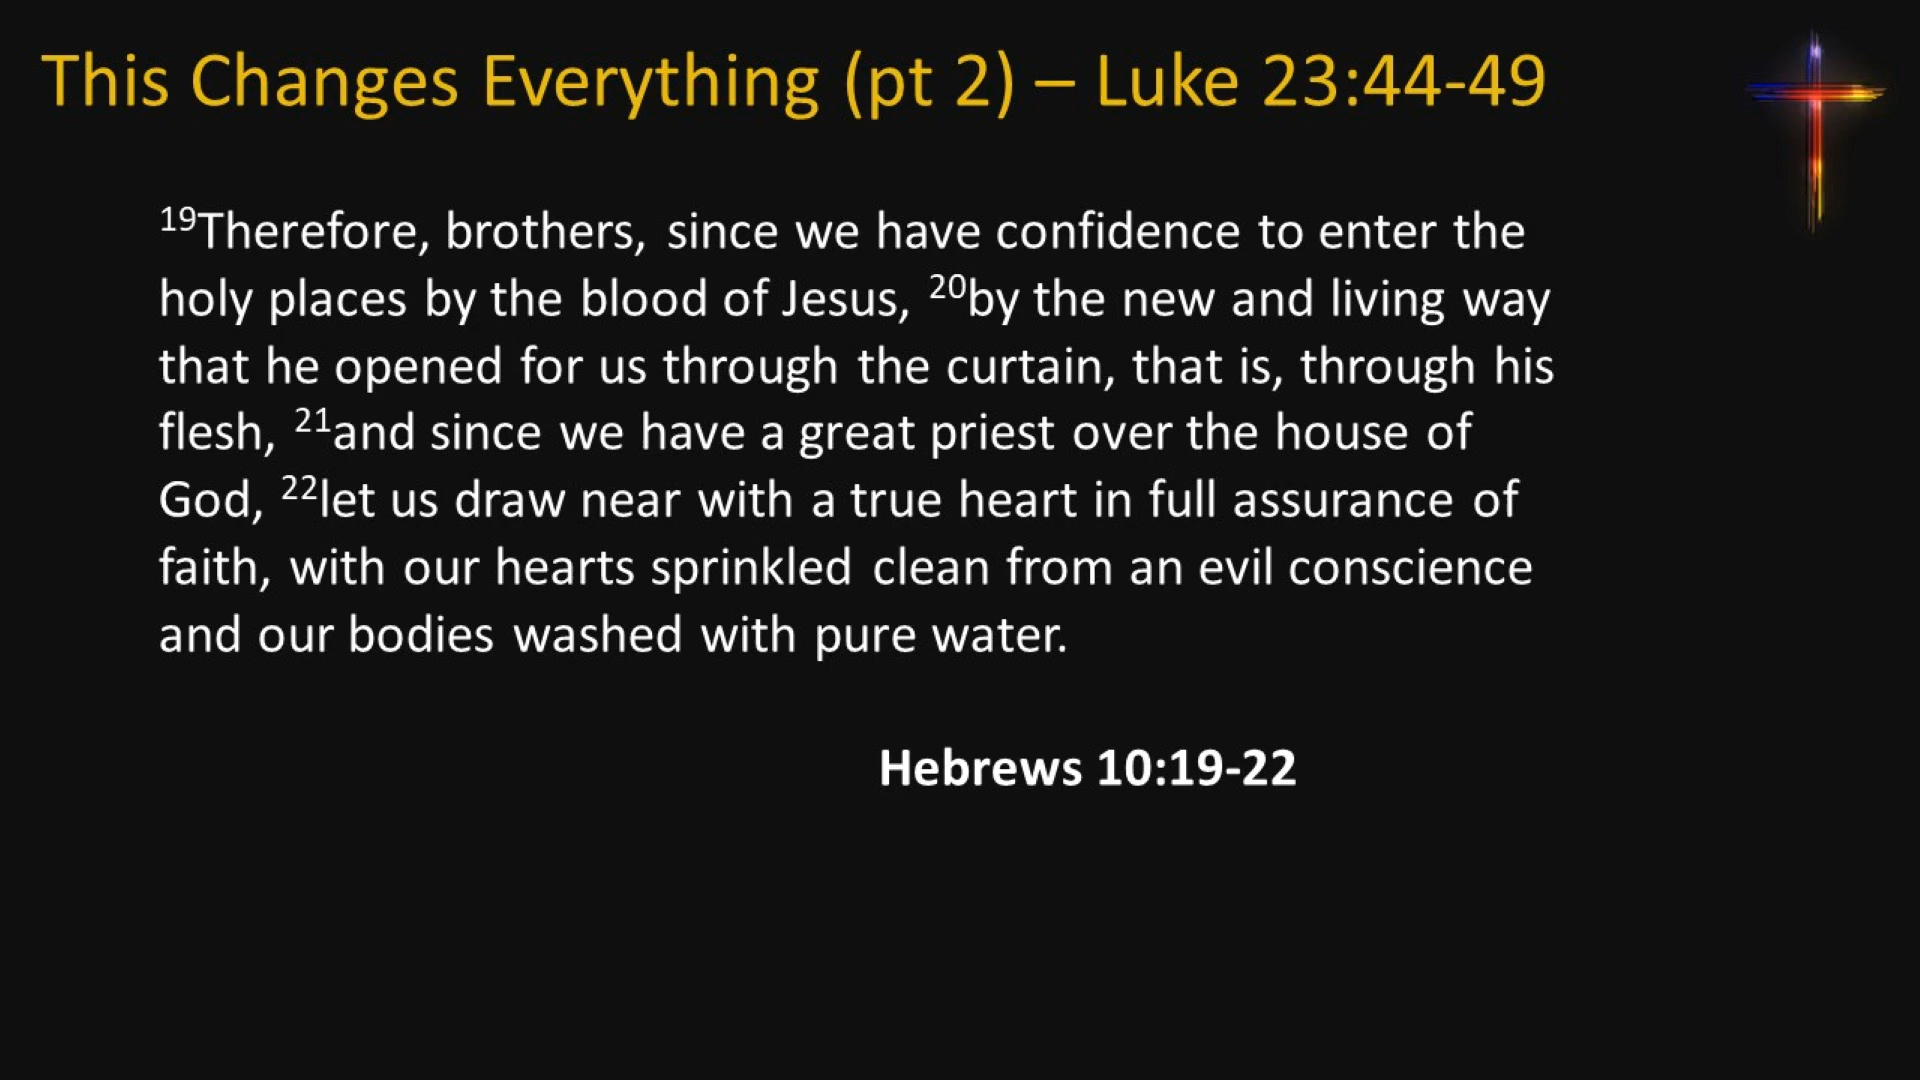 This Changes Everything (pt 2) – Luke 23:44-49
19Therefore, brothers, since we have confidence to enter the
holy places by the blood of Jesus, 20by the new and living way
that he opened for us through the curtain, that is, through his
flesh, 21and since we have a great priest over the house of
God, 22let us draw near with a true heart in full assurance of
faith, with our hearts sprinkled clean from an evil conscience
and our bodies washed with pure water.
Hebrews 10:19-22